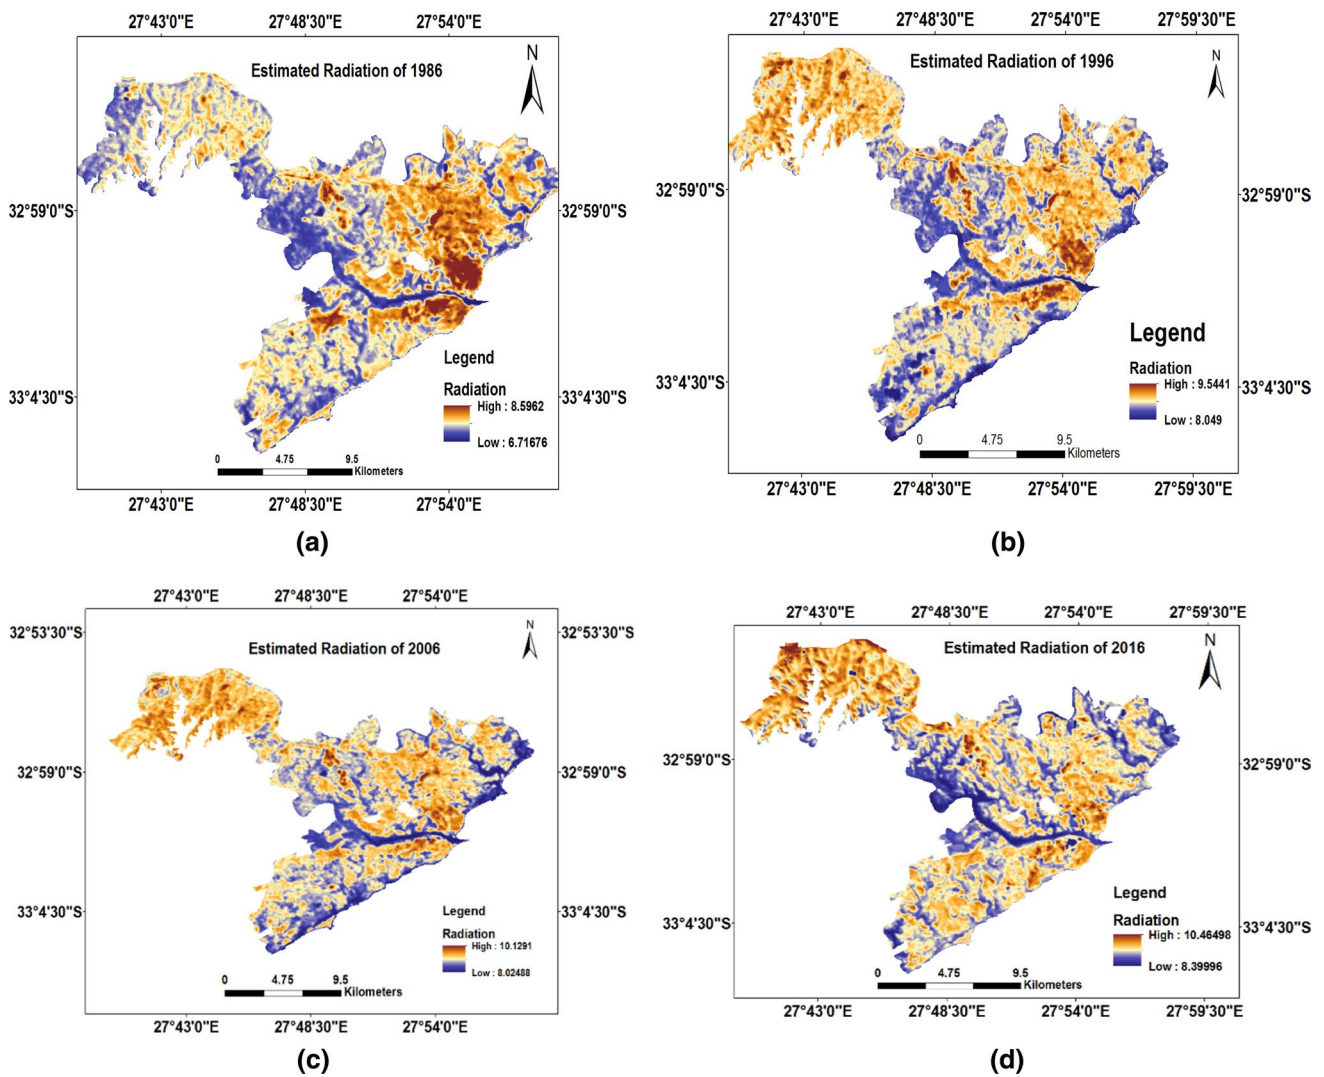 27°43'0"E 27°48'30"E 27°54'0"E
Estimated Radiation of 1986
N
32°59'0"S 32°59'0"S
33°4'30"S 33°4'30"S
Legend
Radiation
High : 8.5962
Low : 6.71676
0 4.75 9.5
Kilometers
27°43'0"E 27°48'30"E 27°54'0"E
(a)
27°43'0"E 27°48'30"E 27°54'0"E 27°59'30"E
Estimated Radiation of 1996
N
32°59'0"S 32°59'0"S
33°4'30"S 33°4'30"S
Legend
Radiation
High : 9.5441
Low : 8.049
0 4.75 9.5
Kilometers
27°43'0"E 27°48'30"E 27°54'0"E 27°59'30"E
(b)
27°43'0"E 27°48'30"E 27°54'0"E
32°53'30"S 32°53'30"S
Estimated Radiation of 2006
N
32°59'0"S 32°59'0"S
33°4'30"S 33°4'30"S
Legend
Radiation
High : 10.1291
Low : 8.02488
0 4.75 9.5
Kilometers
27°43'0"E 27°48'30"E 27°54'0"E
(c)
27°43'0"E 27°48'30"E 27°54'0"E 27°59'30"E
Estimated Radiation of 2016
N
32°59'0"S 32°59'0"S
33°4'30"S 33°4'30"S
Legend
Radiation
High : 10.46498
Low : 8.39996
0 4.75 9.5
Kilometers
27°43'0"E 27°48'30"E 27°54'0"E 27°59'30"E
(d)